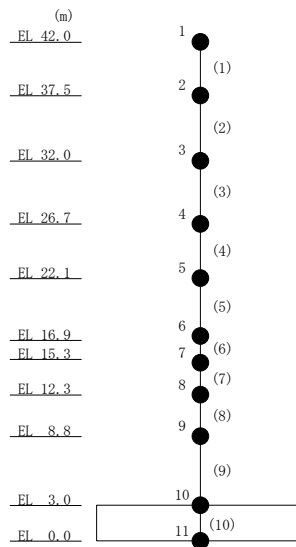 (m)
EL 42.0
1
(1)
EL 37.5
2
(2)
EL 32.0
3
(3)
EL 26.7
4
(4)
EL 22.1
5
(5)
EL 16.9
6
(6)
EL 15.3
7
(7)
EL 12.3
8
(8)
EL 8.8
9
(9)
EL 3.0
10
(10)
EL 0.0
11